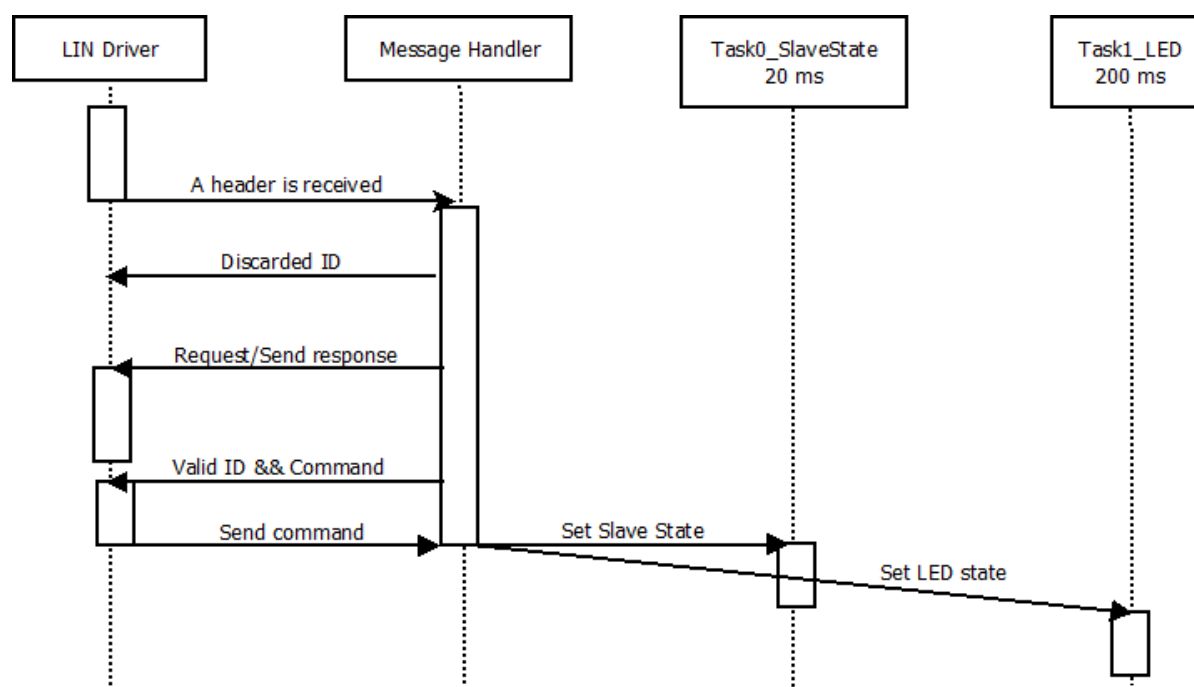 LIN Driver
Message Handler
Task0_SlaveState
20 ms
Task1_LED
200 ms
A header is received
Discarded ID
Request/Send response
Valid ID && Command
Send command
Set Slave State
Set LED state